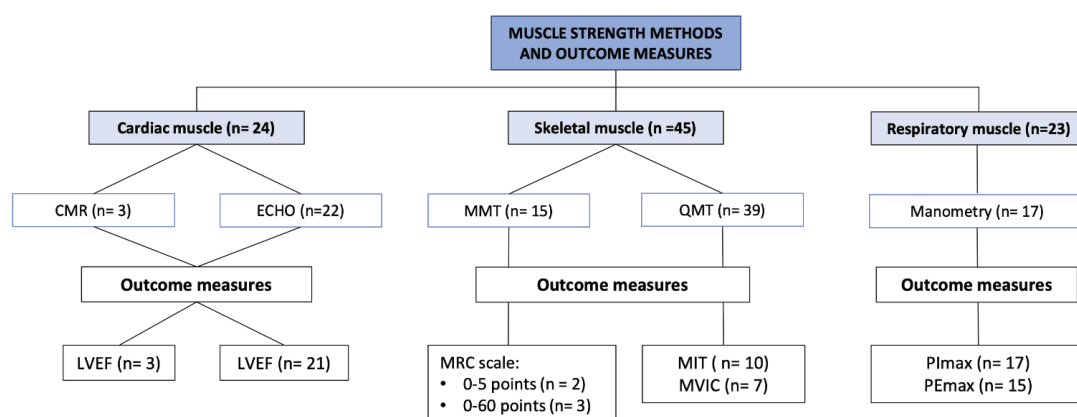 MUSCLE STRENGTH METHODS
AND OUTCOME MEASURES
Cardiac muscle (n= 24)
Skeletal muscle (n =45)
Respiratory muscle (n=23)
CMR (n= 3)
ECHO (n=22)
MMT (n= 15)
QMT (n= 39)
Manometry (n= 17)
Outcome measures
Outcome measures
Outcome measures
LVEF (n= 3)
LVEF (n= 21)
MRC scale:
• 0-5 points (n = 2)
• 0-60 points (n= 3)
MIT ( n= 10)
MVIC (n= 7)
PImax (n= 17)
PEmax (n= 15)